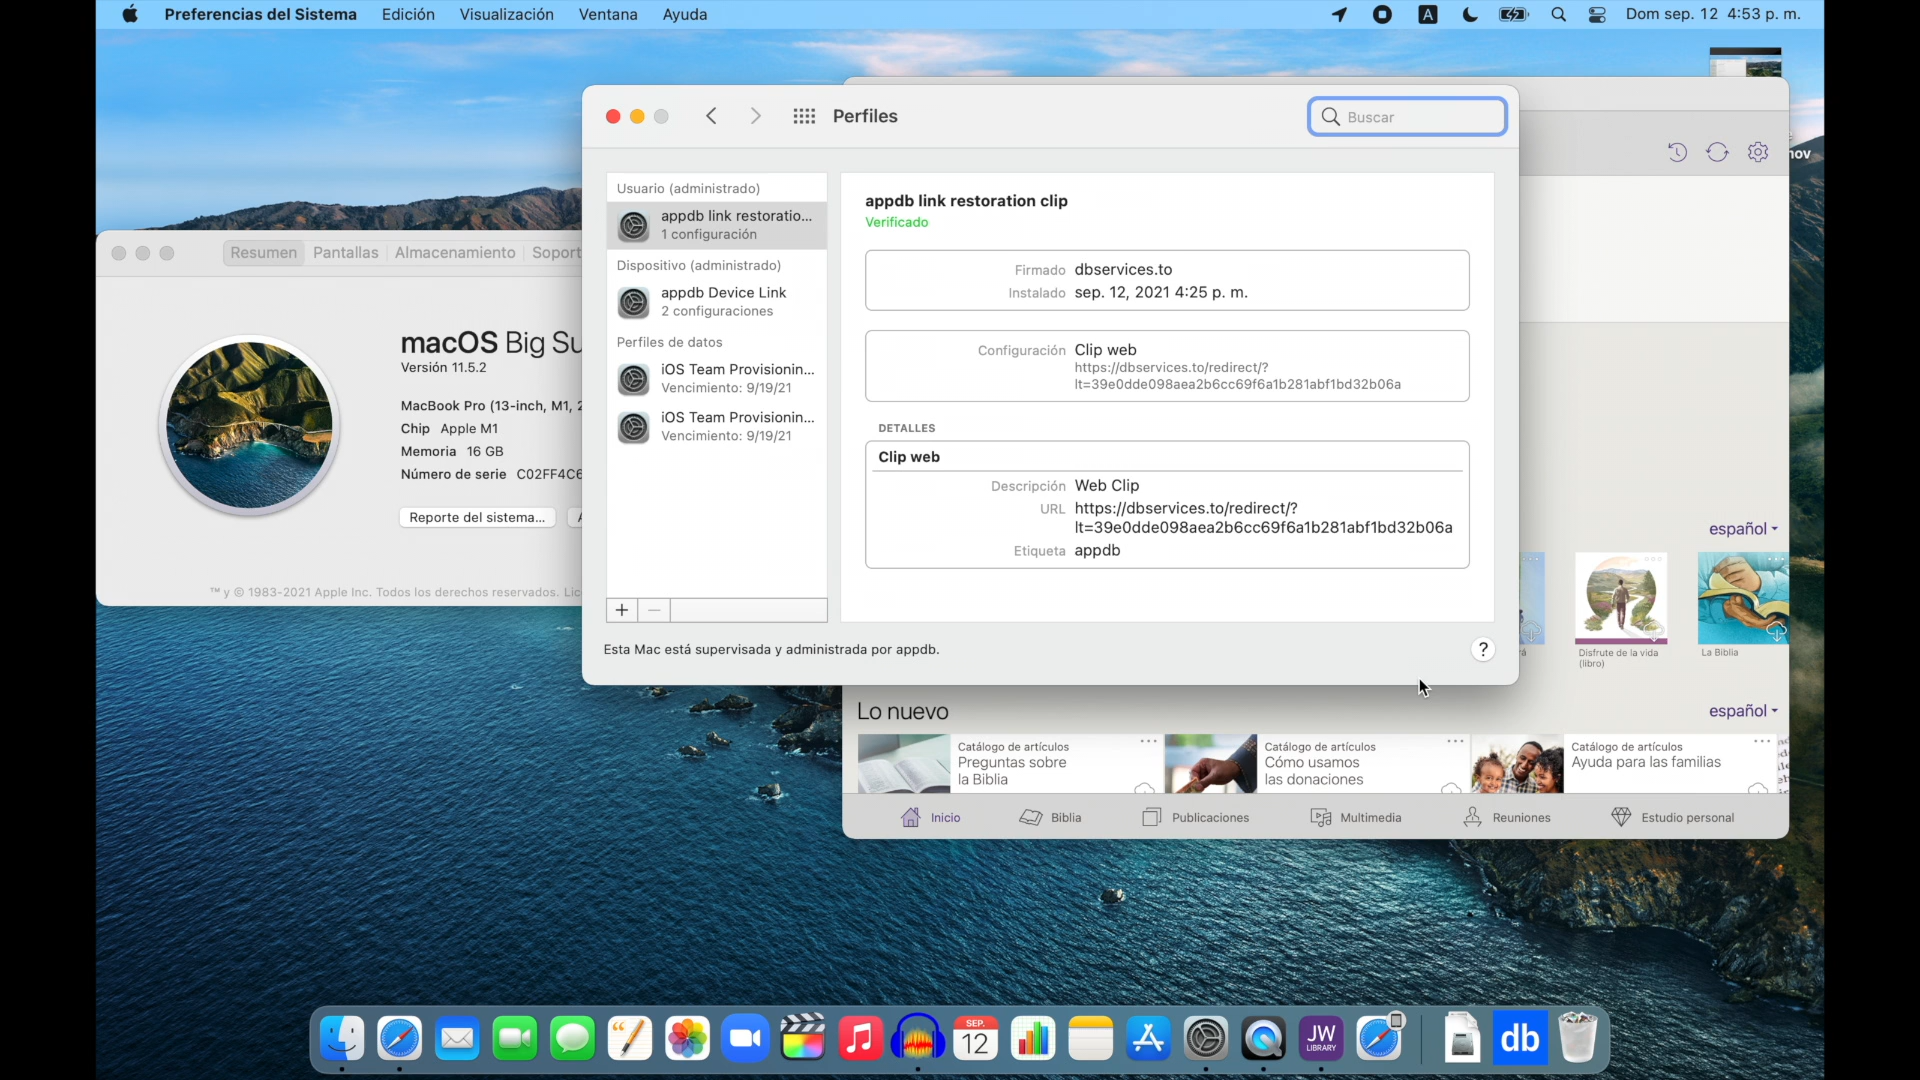 Preferencias del Sistema Edición Visualización Ventana Ayuda
A
Dom sep. 12 4:53 p. m.
Perfiles
Buscar
nov
Usuario (administrado)
appdb link restoratio...
1 configuración
Dispositivo (administrado)
appdb Device Link
2 configuraciones
Perfiles de datos
iOS Team Provisionin...
Vencimiento: 9/19/21
iOS Team Provisionin...
Vencimiento: 9/19/21
+ −
appdb link restoration clip
Verificado
Firmado dbservices.to
Instalado sep. 12, 2021 4:25 p. m.
Configuración Clip web
https://dbservices.to/redirect/?
lt=39e0dde098aea2b6cc69f6a1b281abf1bd32b06a
DETALLES
Clip web
Descripción Web Clip
URL https://dbservices.to/redirect/?
lt=39e0dde098aea2b6cc69f6a1b281abf1bd32b06a
Etiqueta appdb
Esta Mac está supervisada y administrada por appdb.
?
Resumen Pantallas Almacenamiento Soport
macOS Big Su
Versión 11.5.2
MacBook Pro (13-inch, M1, 2
Chip Apple M1
Memoria 16 GB
Número de serie C02FF4C6
Reporte del sistema...
™ y © 1983-2021 Apple Inc. Todos los derechos reservados. Lic
español
Disfrute de la vida
(libro)
La Biblia
Lo nuevo
español
Catálogo de artículos
Preguntas sobre
la Biblia
Catálogo de artículos
Cómo usamos
las donaciones
Catálogo de artículos
Ayuda para las familias
Inicio Biblia Publicaciones Multimedia Reuniones Estudio personal
SEP.
12
JW
LIBRARY
db